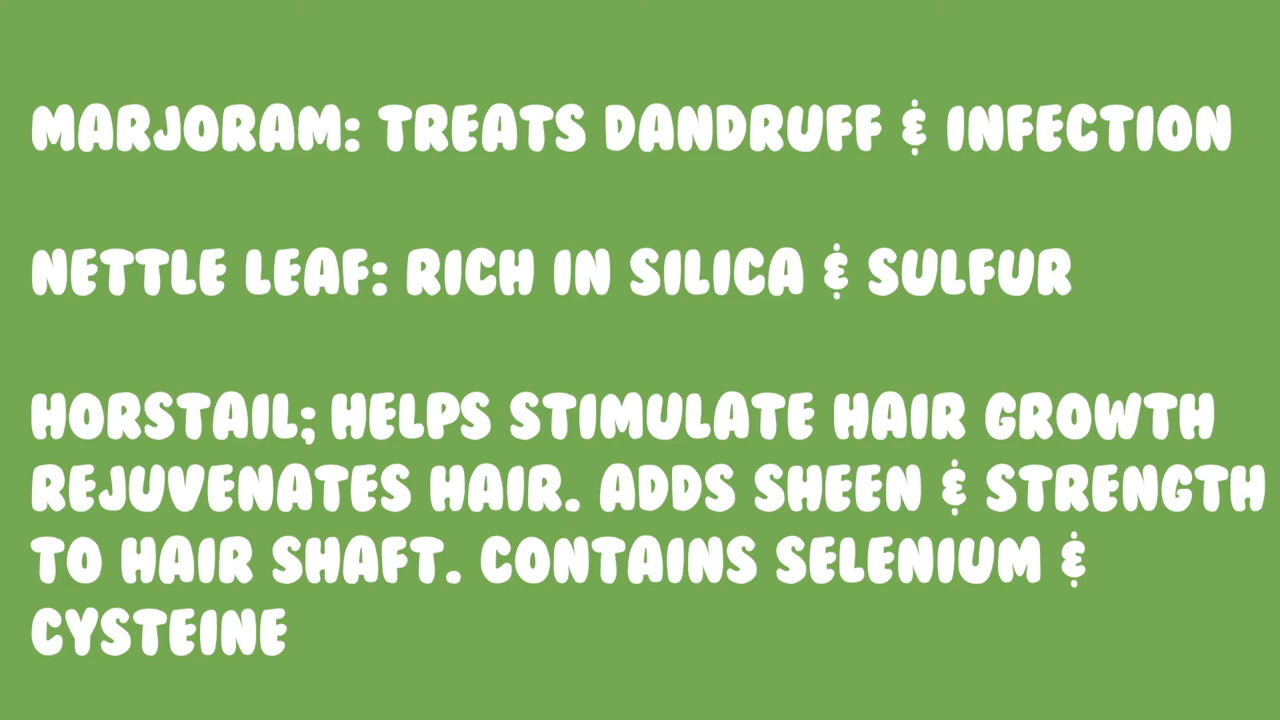 MARJORAM: TREATS DANDRUFF & INFECTION
NETTLE LEAF: RICH IN SILICA & SULFUR
HORSTAIL; HELPS STIMULATE HAIR GROWTH
REJUVENATES HAIR. ADDS SHEEN & STRENGTH
TO HAIR SHAFT. CONTAINS SELENIUM &
CYSTEINE